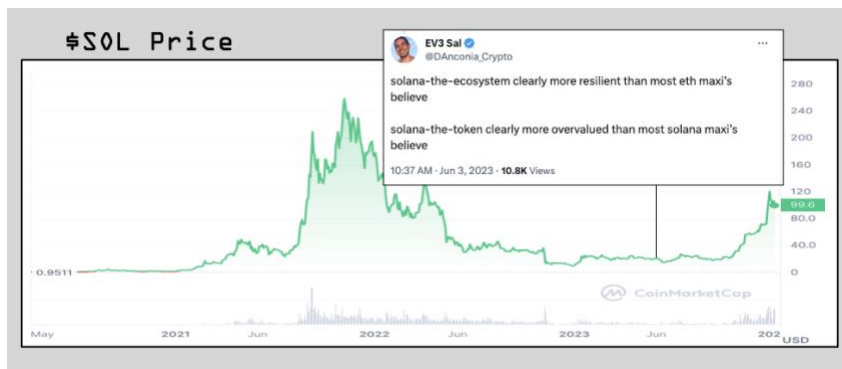 $SOL Price
EV3 Sal
@DAnconia_Crypto
...
solana-the-ecosystem clearly more resilient than most eth maxi's
believe
solana-the-token clearly more overvalued than most solana maxi's
believe
10:37 AM · Jun 3, 2023 · 10.8K Views
280
240
200
160
120
99.6
80.0
40.0
0
0.9511
CoinMarketCap
May
2021
Jun
2022
Jun
2023
Jun
202
USD